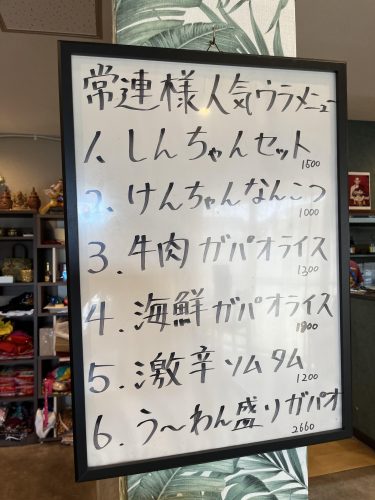 常連様人気ウラメニュー
1. しんちゃんセット 1500
2. けんちゃんなんこつ 1000
3. 牛肉ガパオライス 1300
4. 海鮮ガパオライス 1800
5. 激辛ソムタム 1200
6. う〜わん盛りガパオ 2660